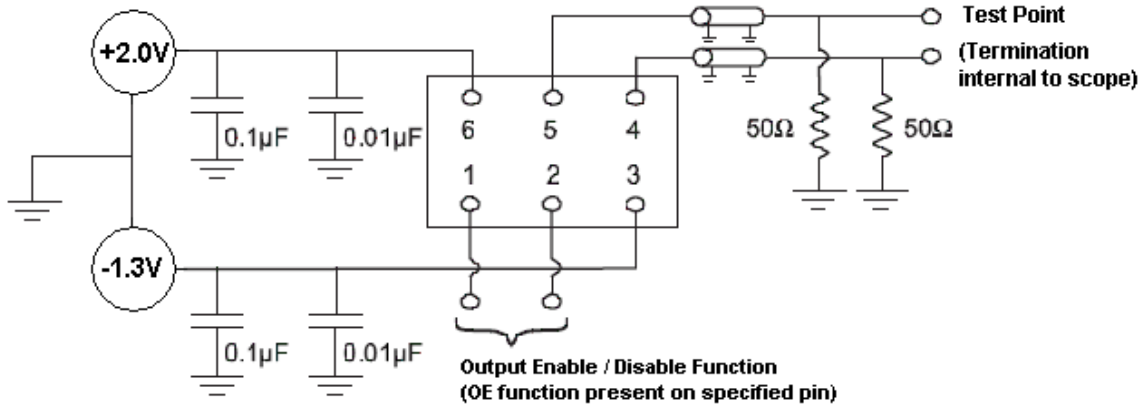 Test Point
+2.0V
(Termination
internal to scope)
0.1µF
0.01µF
6
5
4
50Ω
50Ω
1
2
3
-1.3V
0.1µF
0.01µF
Output Enable / Disable Function
(OE function present on specified pin)